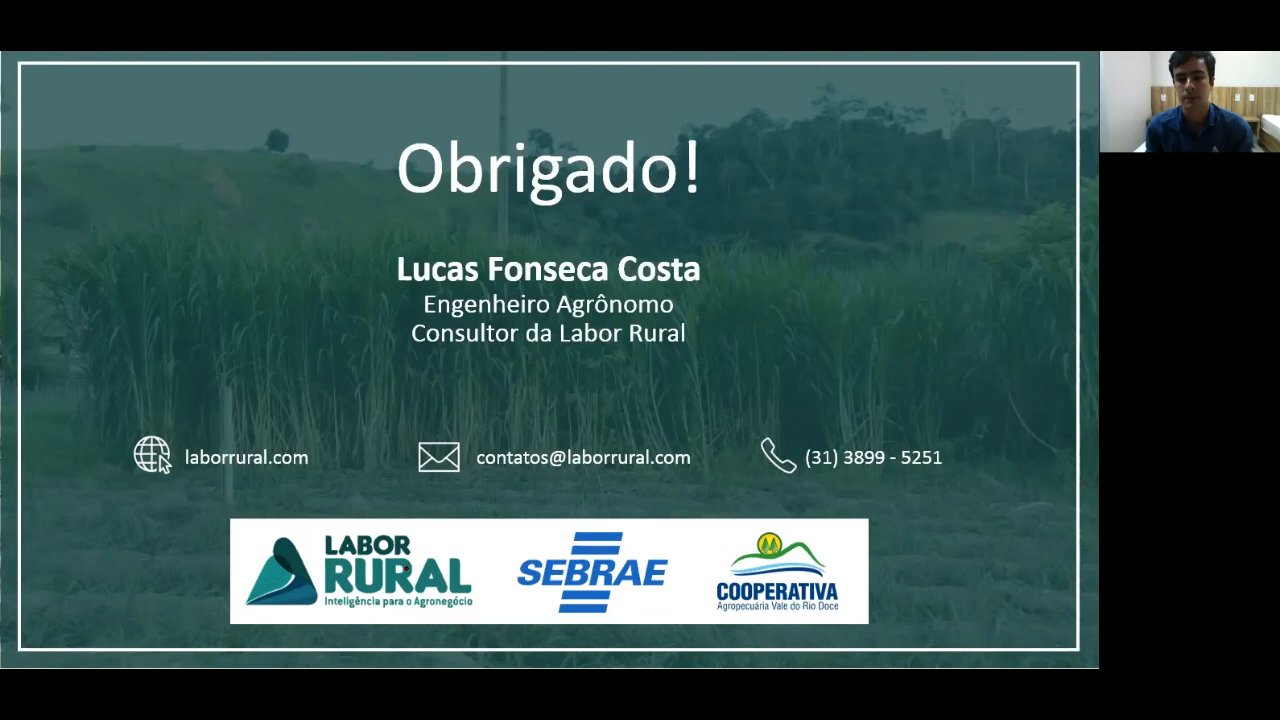 Obrigado!
Lucas Fonseca Costa
Engenheiro Agrônomo
Consultor da Labor Rural
laborrural.com
contatos@laborrural.com
(31) 3899 - 5251
LABOR
RURAL
Inteligência para o Agronegócio
SEBRAE
COOPERATIVA
Agropecuária Vale do Rio Doce